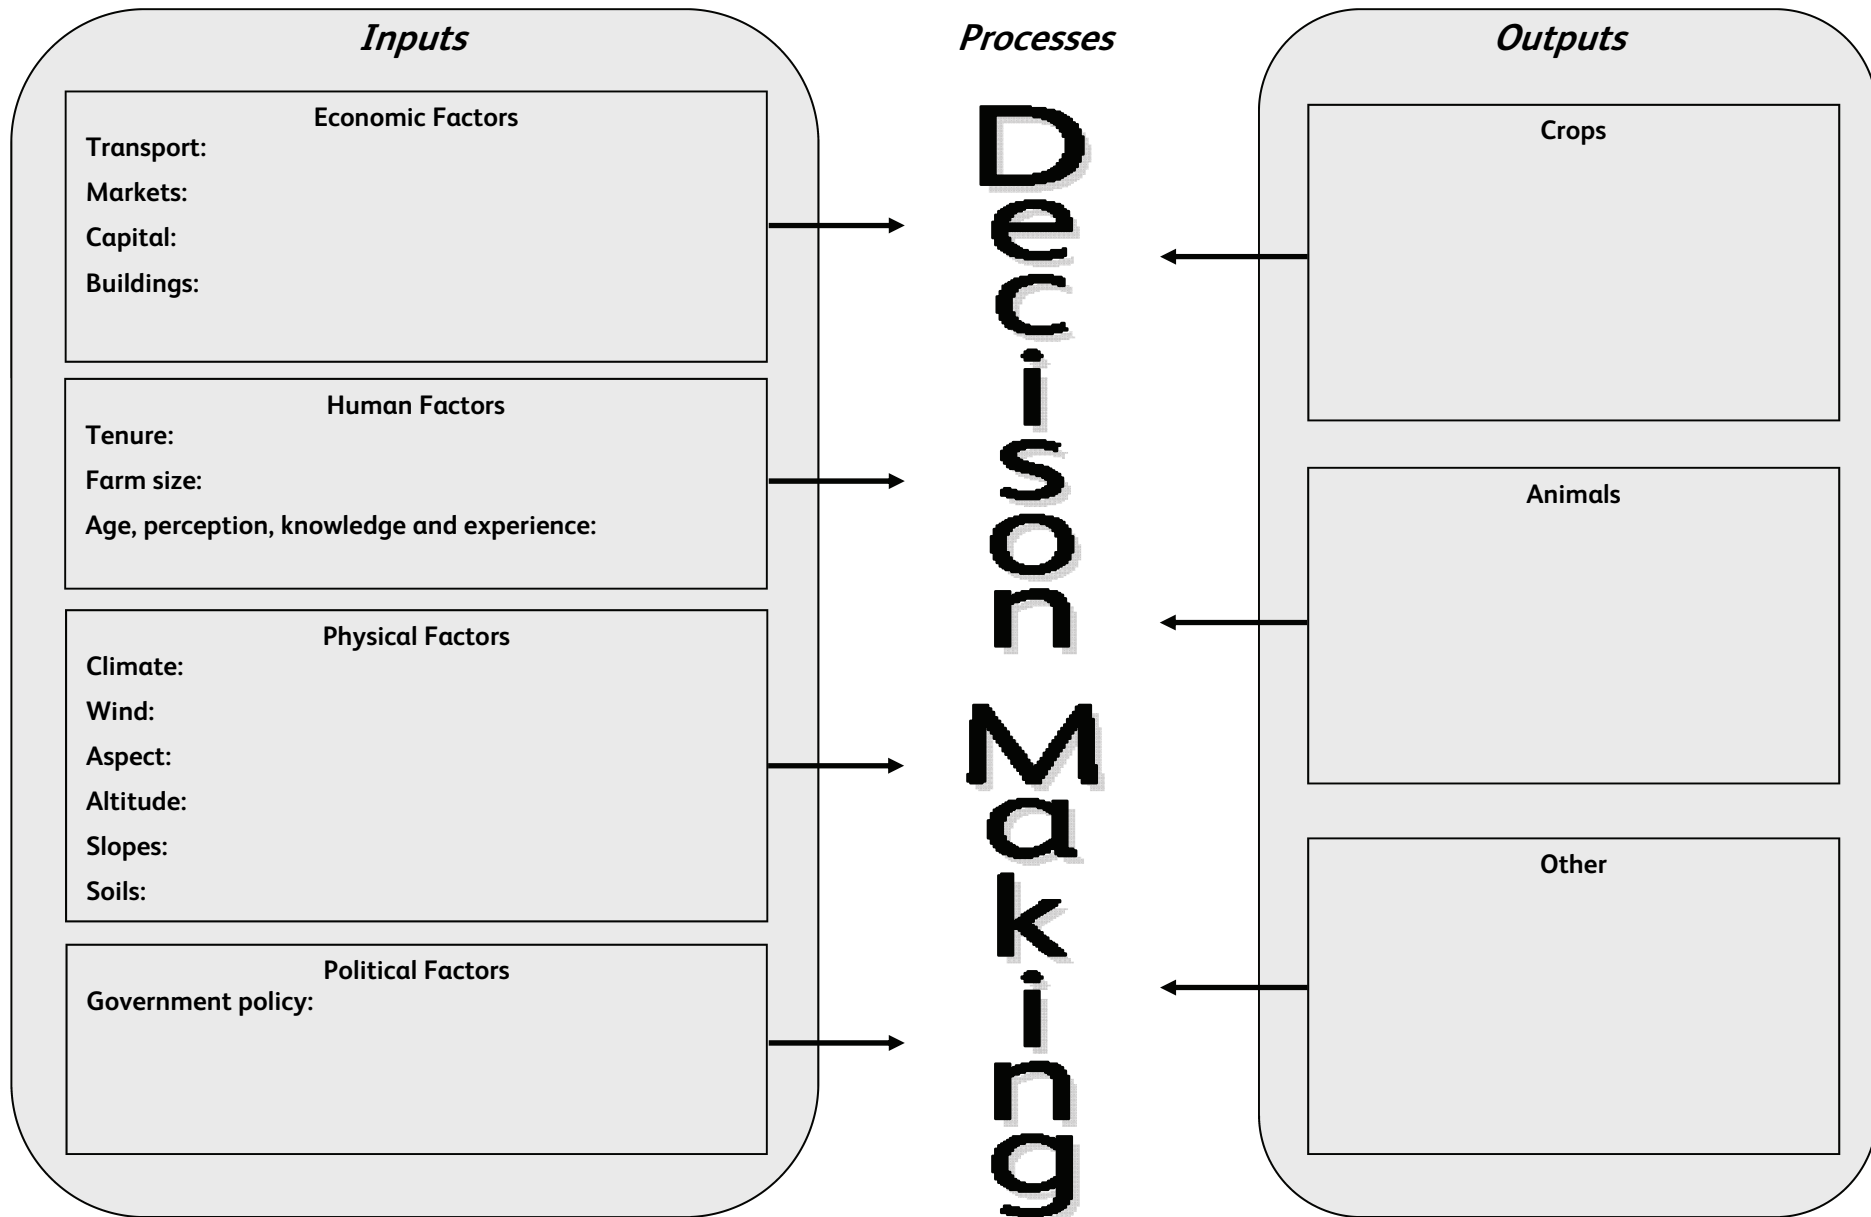 Inputs
Economic Factors
Transport:
Markets:
Capital:
Buildings:
Human Factors
Tenure:
Farm size:
Age, perception, knowledge and experience:
Physical Factors
Climate:
Wind:
Aspect:
Altitude:
Slopes:
Soils:
Political Factors
Government policy:
Processes
Decison
Making
Outputs
Crops
Animals
Other